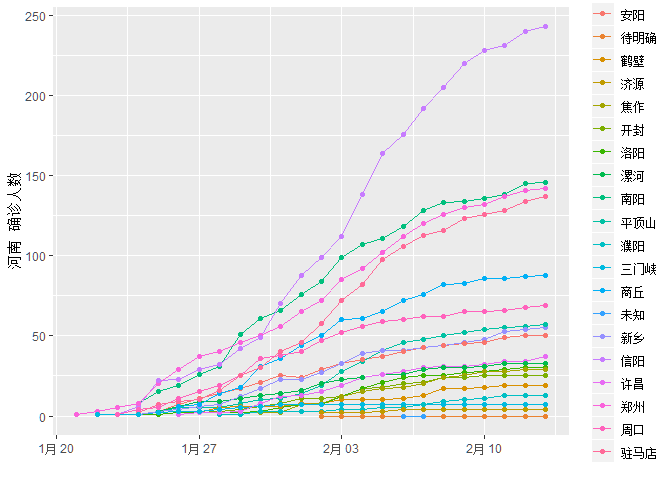 河南 确诊人数
250
200
150
100
50
0
1月 20
1月 27
2月 03
2月 10
安阳
待明确
鹤壁
济源
焦作
开封
洛阳
漯河
南阳
平顶山
濮阳
三门峡
商丘
未知
新乡
信阳
许昌
郑州
周口
驻马店